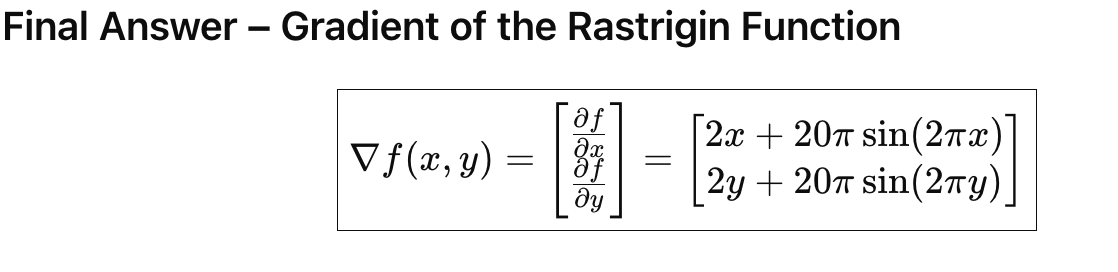 Final Answer – Gradient of the Rastrigin Function
∇f(x, y) = [∂f/∂x ∂f/∂y] = [2x + 20π sin(2πx) 2y + 20π sin(2πy)]